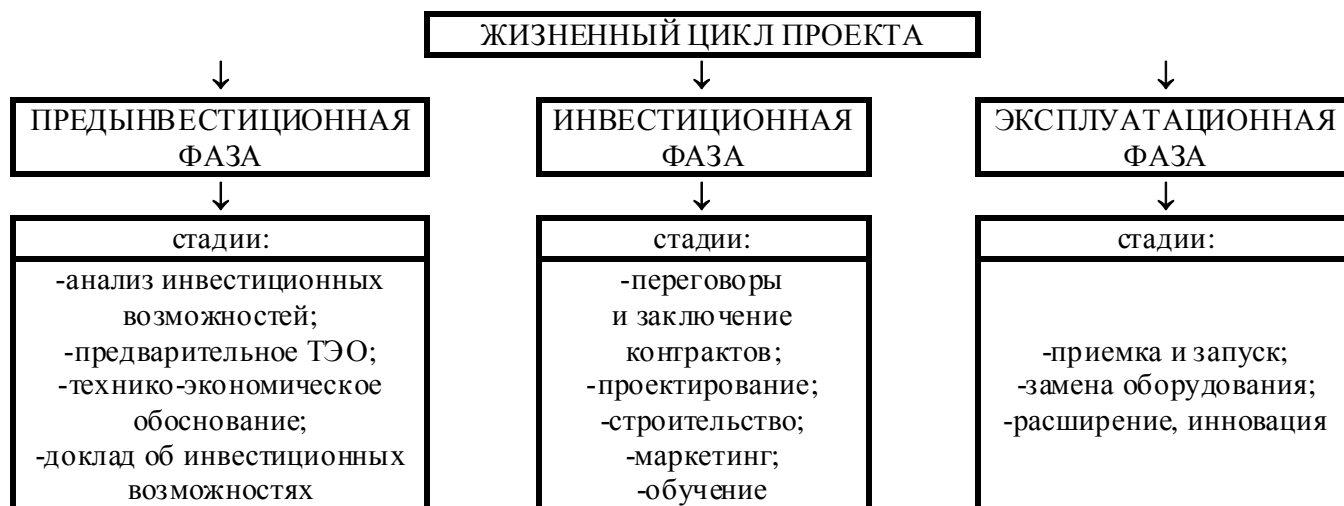 ЖИЗНЕННЫЙ ЦИКЛ ПРОЕКТА
ПРЕДЫНВЕСТИЦИОННАЯ
ФАЗА
стадии:
-анализ инвестиционных
возможностей;
-предварительное ТЭО;
-технико-экономическое
обоснование;
-доклад об инвестиционных
возможностях
ИНВЕСТИЦИОННАЯ
ФАЗА
стадии:
-переговоры
и заключение
контрактов;
-проектирование;
-строительство;
-маркетинг;
-обучение
ЭКСПЛУАТАЦИОННАЯ
ФАЗА
стадии:
-приемка и запуск;
-замена оборудования;
-расширение, инновация